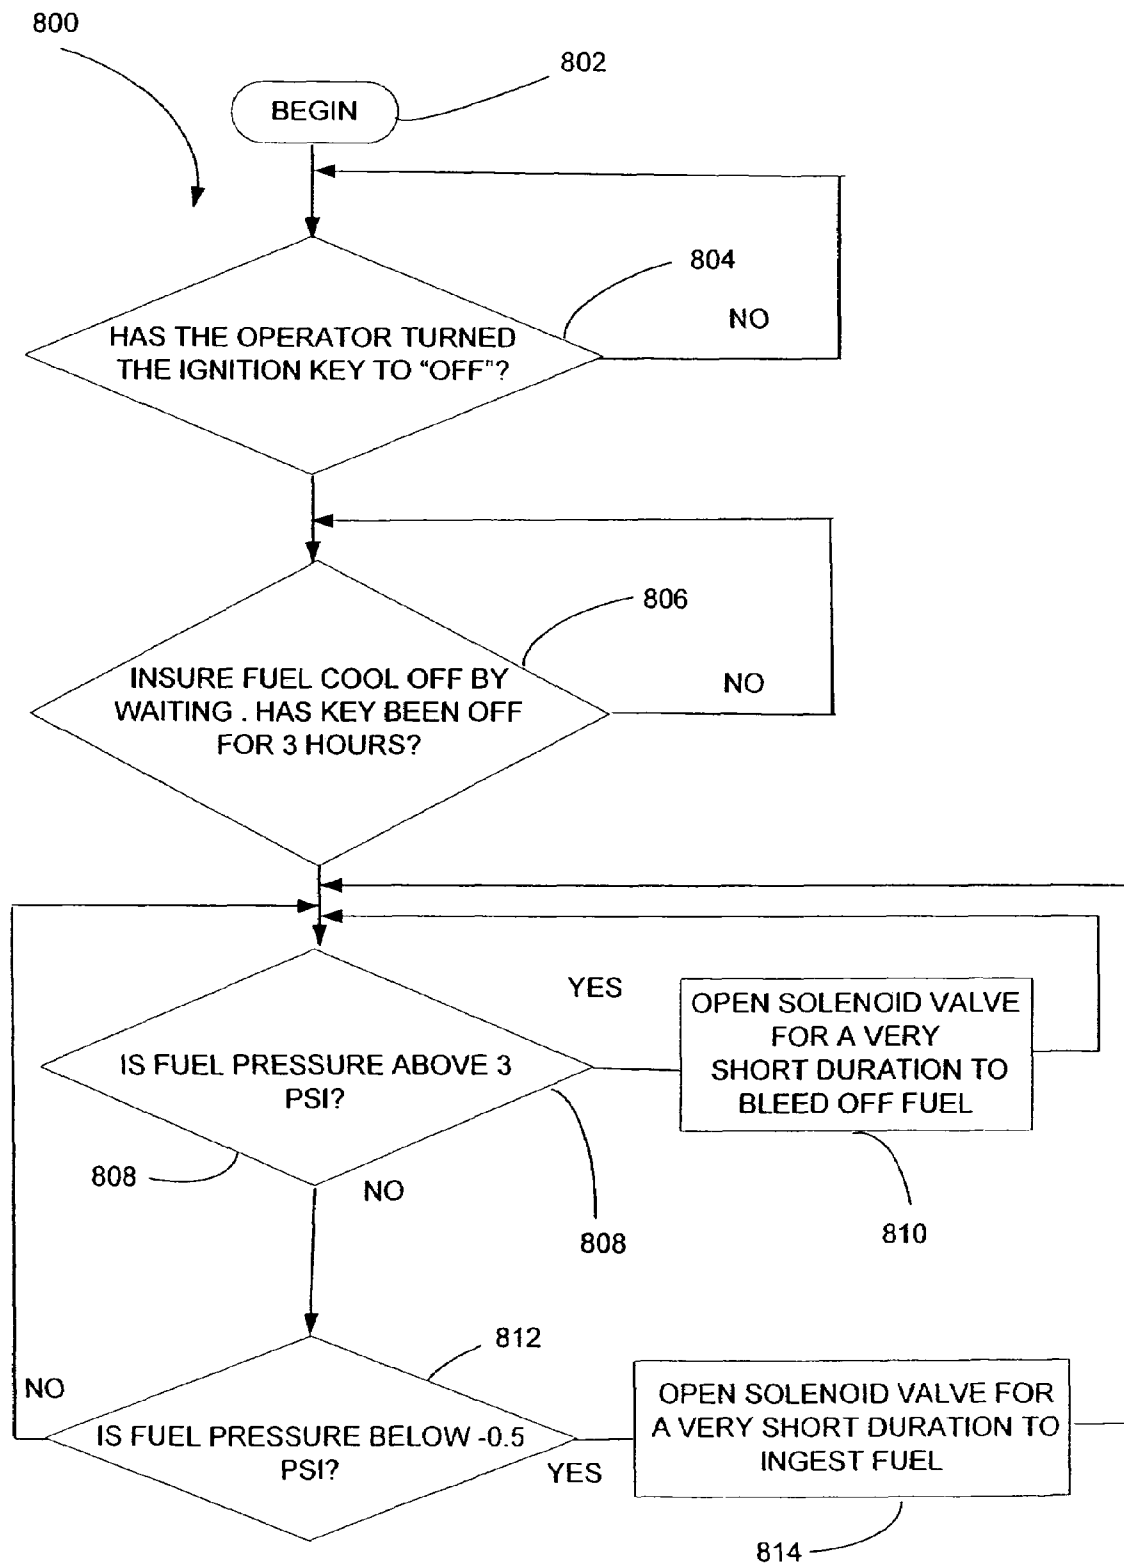 800
802
BEGIN
804
NO
HAS THE OPERATOR TURNED
THE IGNITION KEY TO “OFF”?
806
NO
INSURE FUEL COOL OFF BY
WAITING . HAS KEY BEEN OFF
FOR 3 HOURS?
YES
OPEN SOLENOID VALVE
FOR A VERY
SHORT DURATION TO
BLEED OFF FUEL
IS FUEL PRESSURE ABOVE 3
PSI?
808
NO
808
810
812
NO
IS FUEL PRESSURE BELOW -0.5
PSI?
YES
OPEN SOLENOID VALVE FOR
A VERY SHORT DURATION TO
INGEST FUEL
814